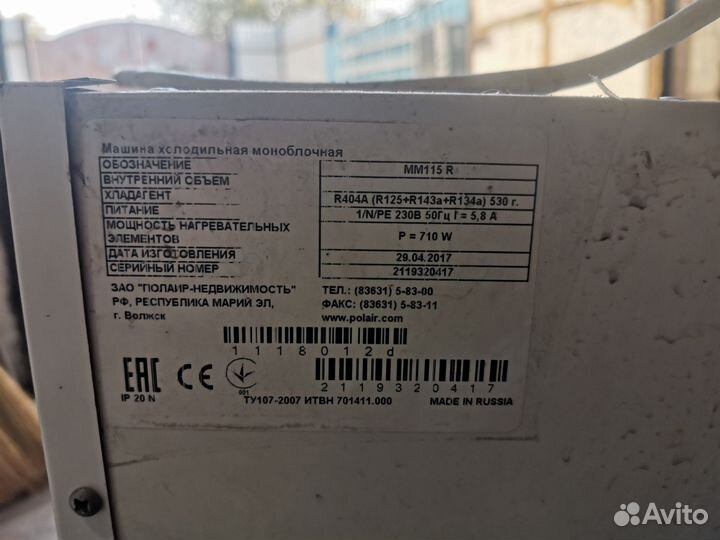 Машина холодильная моноблочная
ОБОЗНАЧЕНИЕ MM115 R
ВНУТРЕННИЙ ОБЪЕМ
ХЛАДАГЕНТ R404A (R125+R143a+R134a) 530 г.
ПИТАНИЕ 1/N/PE 230В 50Гц I = 5,8 А
МОЩНОСТЬ НАГРЕВАТЕЛЬНЫХ
ЭЛЕМЕНТОВ P = 710 W
ДАТА ИЗГОТОВЛЕНИЯ 29.04.2017
СЕРИЙНЫЙ НОМЕР 2119320417
ЗАО "ПОЛАИР-НЕДВИЖИМОСТЬ" ТЕЛ.: (83631) 5-83-00
РФ, РЕСПУБЛИКА МАРИЙ ЭЛ, ФАКС: (83631) 5-83-11
г. Волжск www.polair.com
1118012d
EAC CE 001
2119320417
IP 20 N ТУ107-2007 ИТВН 701411.000 MADE IN RUSSIA
Avito